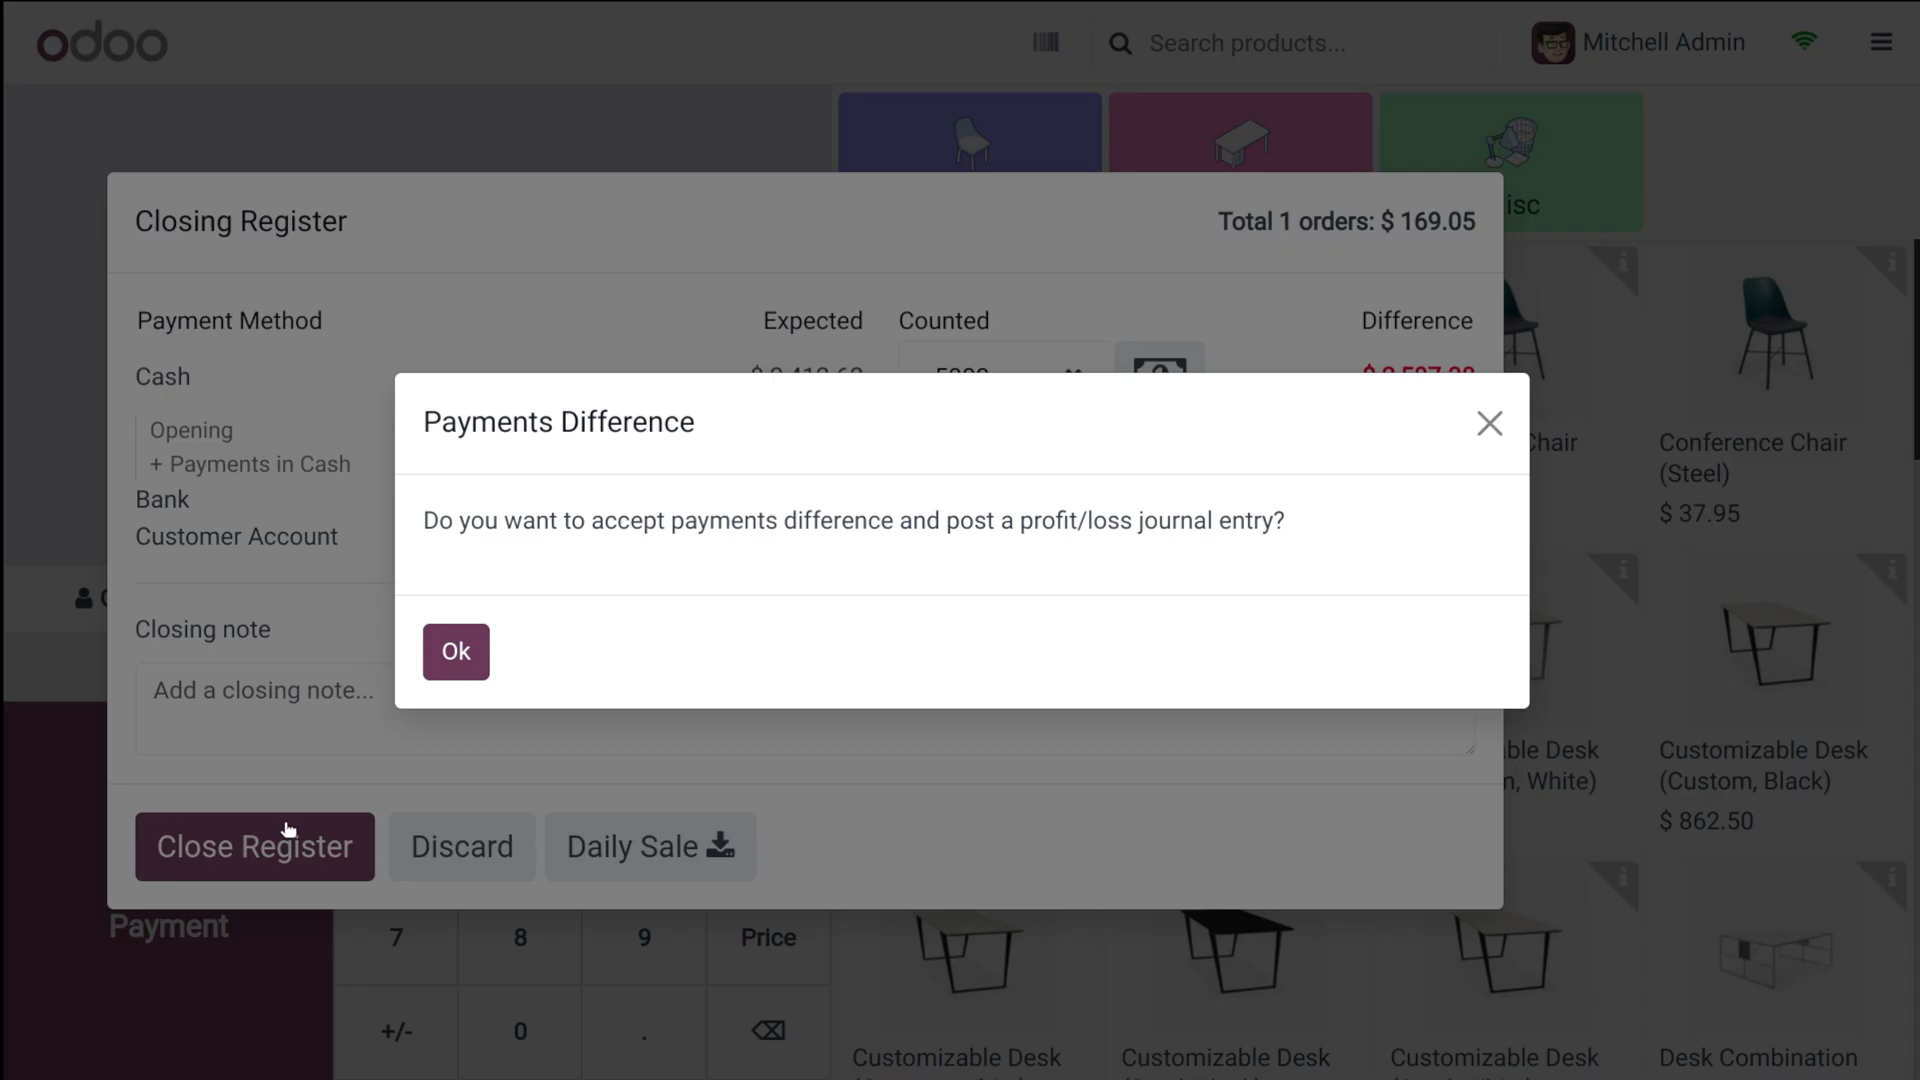 odoo
Search products...
Mitchell Admin
isc
Closing Register
Total 1 orders: $ 169.05
Payment Method
Expected
Counted
Difference
Cash
Opening
+ Payments in Cash
Bank
Customer Account
Payments Difference
Do you want to accept payments difference and post a profit/loss journal entry?
Ok
Closing note
Add a closing note...
Close Register
Discard
Daily Sale
Chair
Conference Chair
(Steel)
$ 37.95
Desk
White)
Customizable Desk
(Custom, Black)
$ 862.50
Payment
7
8
9
Price
+/-
0
.
Customizable Desk
Customizable Desk
Customizable Desk
Desk Combination